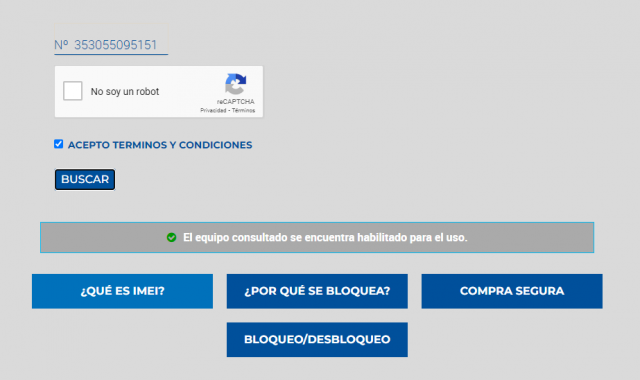 Nº 353055095151
No soy un robot
reCAPTCHA
Privacidad - Términos
ACEPTO TERMINOS Y CONDICIONES
BUSCAR
El equipo consultado se encuentra habilitado para el uso.
¿QUÉ ES IMEI?
¿POR QUÉ SE BLOQUEA?
COMPRA SEGURA
BLOQUEO/DESBLOQUEO